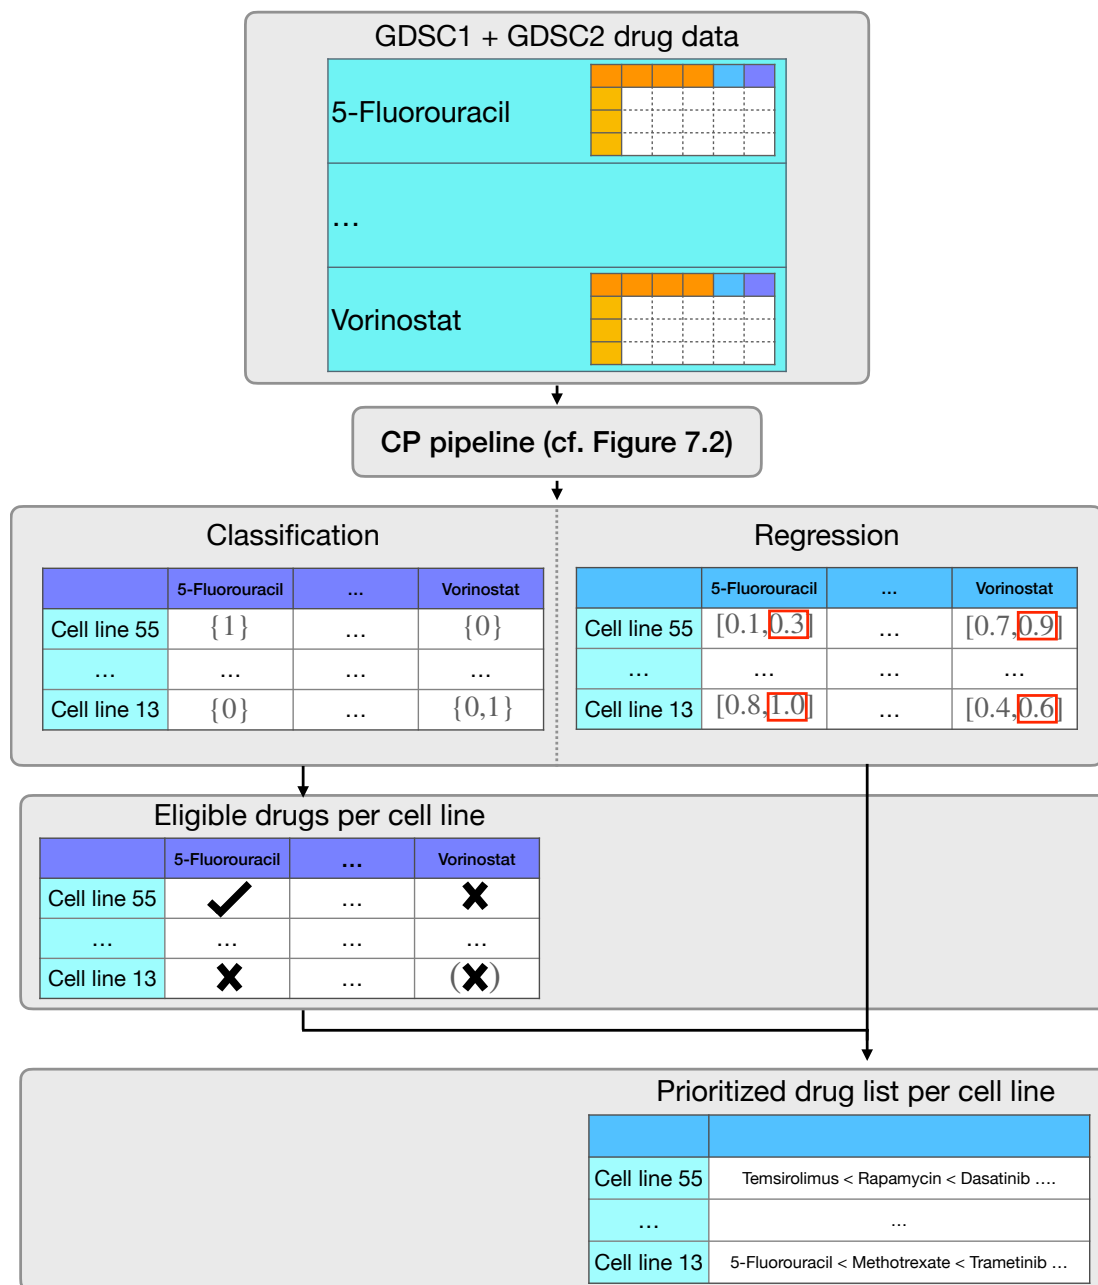 GDSC1 + GDSC2 drug data
5-Fluorouracil
...
Vorinostat
CP pipeline (cf. Figure 7.2)
Classification
5-Fluorouracil ... Vorinostat
Cell line 55 {1} ... {0}
... ... ... ...
Cell line 13 {0} ... {0,1}
Regression
5-Fluorouracil ... Vorinostat
Cell line 55 [0.1,0.3] ... [0.7,0.9]
... ... ... ...
Cell line 13 [0.8,1.0] ... [0.4,0.6]
Eligible drugs per cell line
5-Fluorouracil ... Vorinostat
Cell line 55 ✓ ... ✗
... ... ... ...
Cell line 13 ✗ ... (✗)
Prioritized drug list per cell line
Cell line 55 Temsirolimus < Rapamycin < Dasatinib ....
... ...
Cell line 13 5-Fluorouracil < Methotrexate < Trametinib ...